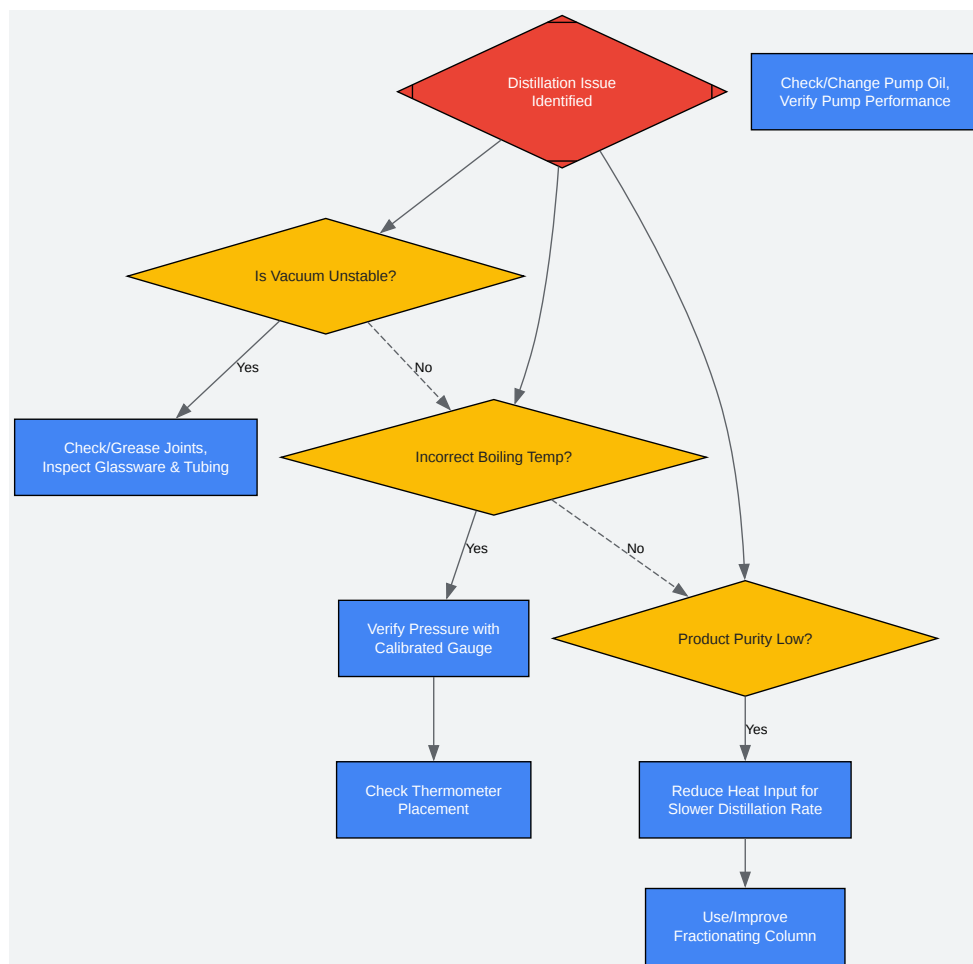 Distillation Issue
Identified
Check/Change Pump Oil,
Verify Pump Performance
Is Vacuum Unstable?
Yes
No
Check/Grease Joints,
Inspect Glassware & Tubing
Incorrect Boiling Temp?
Yes
No
Verify Pressure with
Calibrated Gauge
Product Purity Low?
Yes
Check Thermometer
Placement
Reduce Heat Input for
Slower Distillation Rate
Use/Improve
Fractionating Column